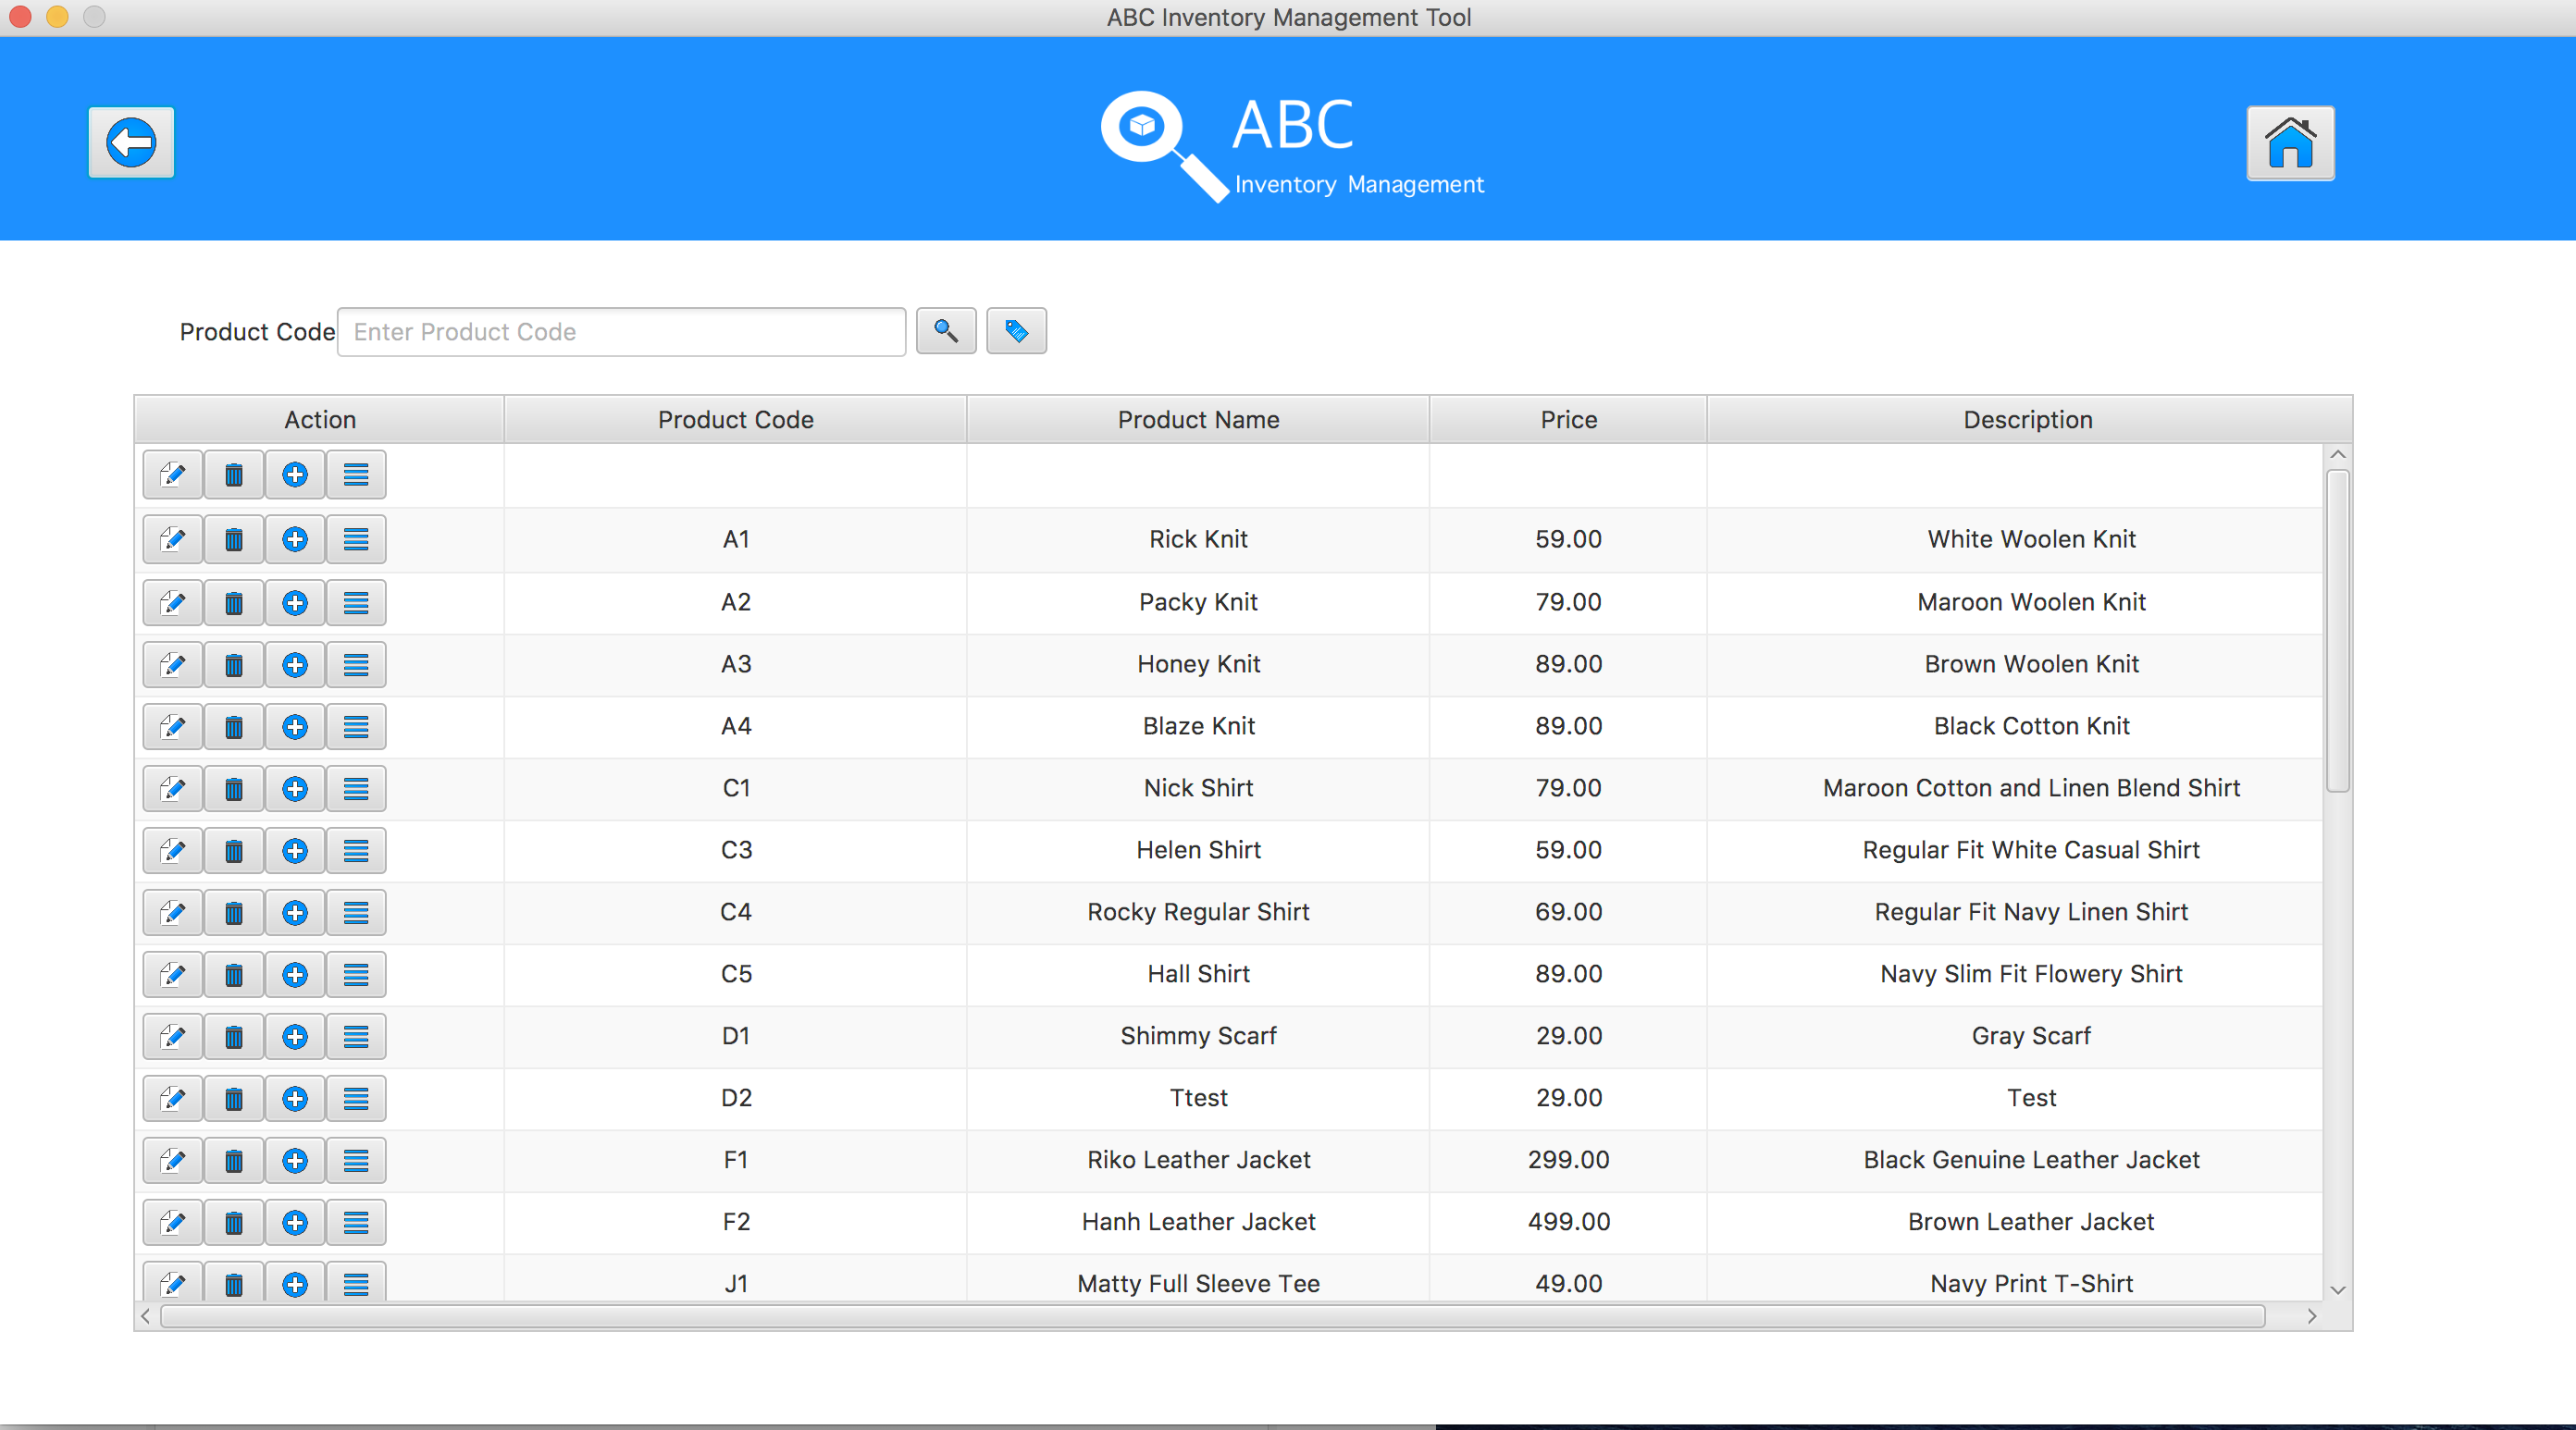 ABC Inventory Management Tool
ABC
Inventory Management
Product Code Enter Product Code
Action Product Code Product Name Price Description
A1 Rick Knit 59.00 White Woolen Knit
A2 Packy Knit 79.00 Maroon Woolen Knit
A3 Honey Knit 89.00 Brown Woolen Knit
A4 Blaze Knit 89.00 Black Cotton Knit
C1 Nick Shirt 79.00 Maroon Cotton and Linen Blend Shirt
C3 Helen Shirt 59.00 Regular Fit White Casual Shirt
C4 Rocky Regular Shirt 69.00 Regular Fit Navy Linen Shirt
C5 Hall Shirt 89.00 Navy Slim Fit Flowery Shirt
D1 Shimmy Scarf 29.00 Gray Scarf
D2 Ttest 29.00 Test
F1 Riko Leather Jacket 299.00 Black Genuine Leather Jacket
F2 Hanh Leather Jacket 499.00 Brown Leather Jacket
J1 Matty Full Sleeve Tee 49.00 Navy Print T-Shirt